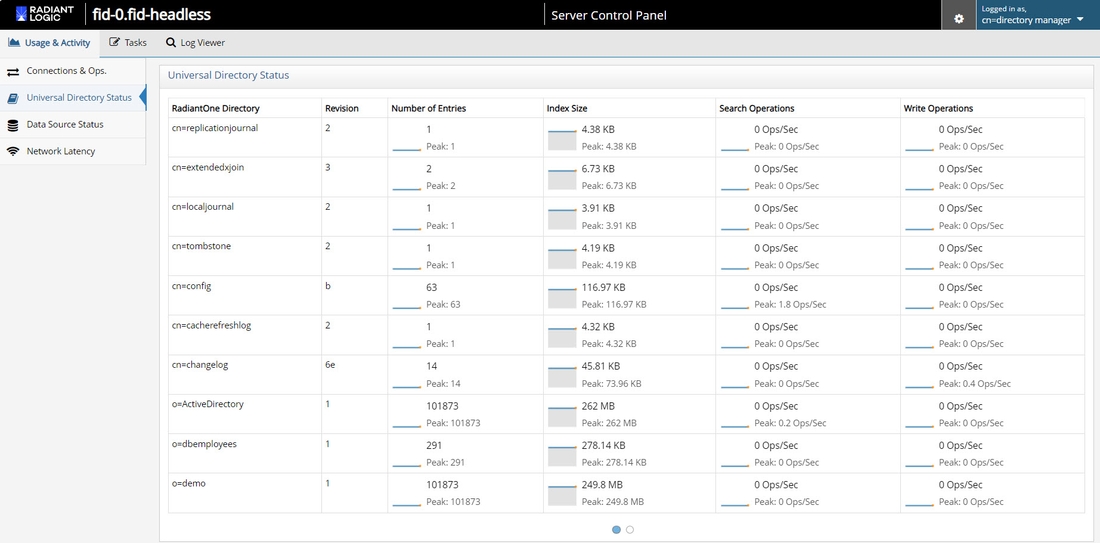 RADIANT LOGIC
fid-0.fid-headless
Server Control Panel
Logged in as,
cn=directory manager
Usage & Activity
Tasks
Log Viewer
Connections & Ops.
Universal Directory Status
Data Source Status
Network Latency
Universal Directory Status
RadiantOne Directory Revision Number of Entries Index Size Search Operations Write Operations
cn=replicationjournal 2 1 4.38 KB 0 Ops/Sec 0 Ops/Sec
Peak: 1 Peak: 4.38 KB Peak: 0 Ops/Sec Peak: 0 Ops/Sec
cn=extendedxjoin 3 2 6.73 KB 0 Ops/Sec 0 Ops/Sec
Peak: 2 Peak: 6.73 KB Peak: 0 Ops/Sec Peak: 0 Ops/Sec
cn=localjournal 2 1 3.91 KB 0 Ops/Sec 0 Ops/Sec
Peak: 1 Peak: 3.91 KB Peak: 0 Ops/Sec Peak: 0 Ops/Sec
cn=tombstone 2 1 4.19 KB 0 Ops/Sec 0 Ops/Sec
Peak: 1 Peak: 4.19 KB Peak: 0 Ops/Sec Peak: 0 Ops/Sec
cn=config b 63 116.97 KB 0 Ops/Sec 0 Ops/Sec
Peak: 63 Peak: 116.97 KB Peak: 1.8 Ops/Sec Peak: 0 Ops/Sec
cn=cacherefreshlog 2 1 4.32 KB 0 Ops/Sec 0 Ops/Sec
Peak: 1 Peak: 4.32 KB Peak: 0 Ops/Sec Peak: 0 Ops/Sec
cn=changelog 6e 14 45.81 KB 0 Ops/Sec 0 Ops/Sec
Peak: 14 Peak: 73.96 KB Peak: 0 Ops/Sec Peak: 0.4 Ops/Sec
o=ActiveDirectory 1 101873 262 MB 0 Ops/Sec 0 Ops/Sec
Peak: 101873 Peak: 262 MB Peak: 0.2 Ops/Sec Peak: 0 Ops/Sec
o=dbemployees 1 291 278.14 KB 0 Ops/Sec 0 Ops/Sec
Peak: 291 Peak: 278.14 KB Peak: 0 Ops/Sec Peak: 0 Ops/Sec
o=demo 1 101873 249.8 MB 0 Ops/Sec 0 Ops/Sec
Peak: 101873 Peak: 249.8 MB Peak: 0 Ops/Sec Peak: 0 Ops/Sec